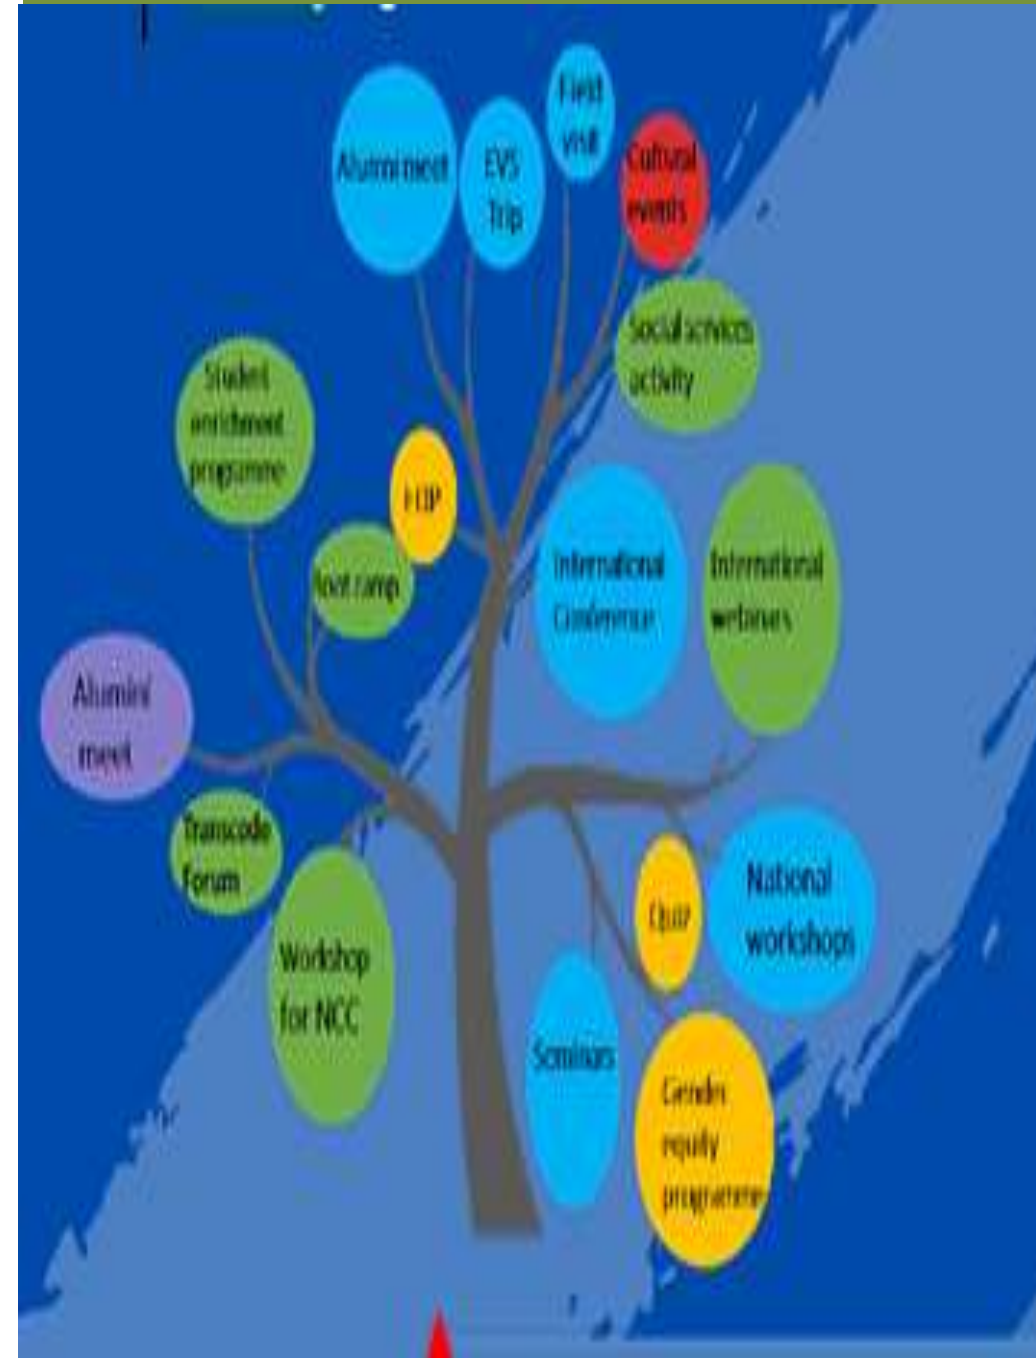 Alumni meet
EVS
Trip
Field
visit
Cultural
events
Social services
activity
Student
enrichment
programme
FDP
Boot camp
International
Conference
International
webinars
Alumini
meet
Transcode
Forum
Workshop
for NCC
Quiz
National
workshops
Seminars
Gender
equity
programme